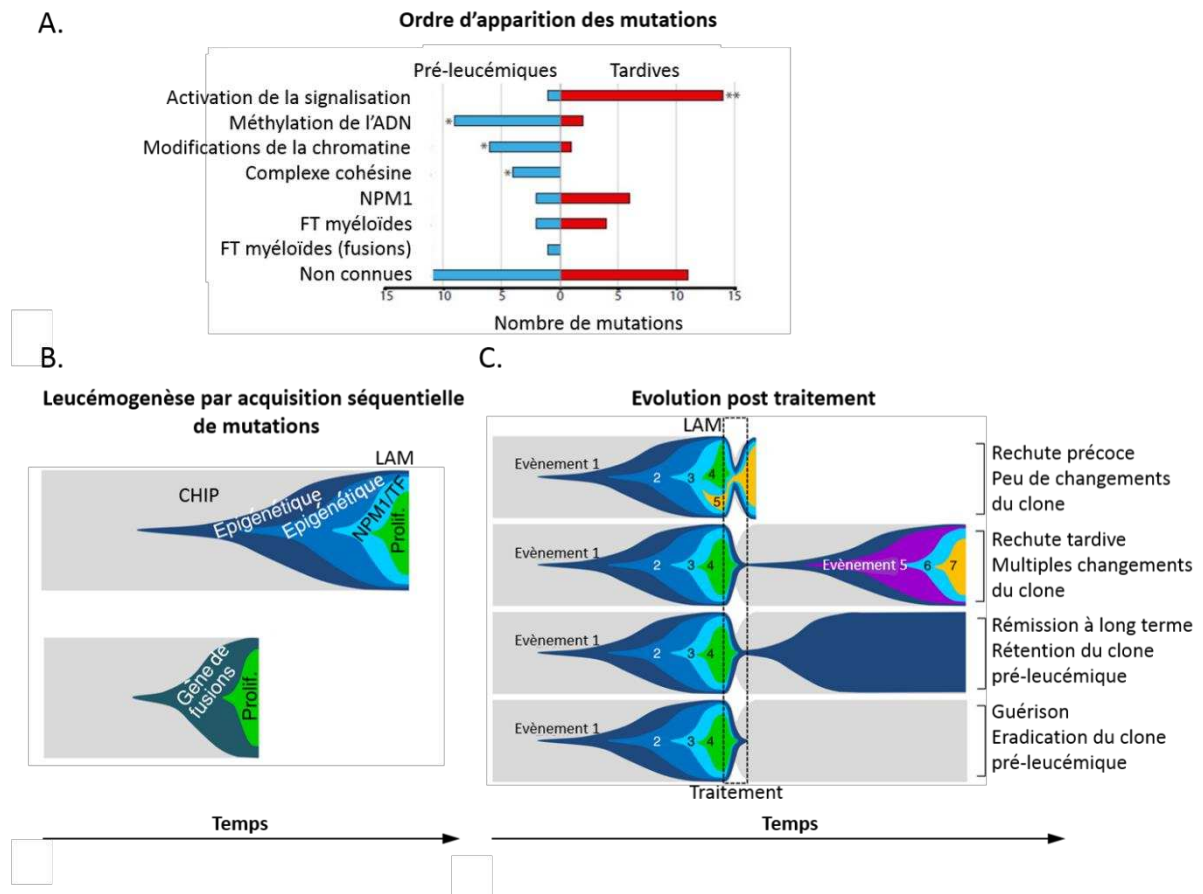 A.
Ordre d’apparition des mutations
Pré-leucémiques
Tardives
Activation de la signalisation
**
Méthylation de l’ADN
*
Modifications de la chromatine
*
Complexe cohésine
*
NPM1
FT myéloïdes
FT myéloïdes (fusions)
Non connues
15 10 5 0 5 10 15
Nombre de mutations
B.
Leucémogenèse par acquisition séquentielle
de mutations
LAM
CHIP
Epigénétique
Epigénétique
NPM1/TF
Prolif.
Gène de
fusions
Prolif.
Temps
C.
Evolution post traitement
LAM
Evènement 1
2
3
4
5
Rechute précoce
Peu de changements
du clone
Evènement 1
2
3
4
Evènement 5
6
7
Rechute tardive
Multiples changements
du clone
Evènement 1
2
3
4
Rémission à long terme
Rétention du clone
pré-leucémique
Evènement 1
2
3
4
Guérison
Eradication du clone
pré-leucémique
Traitement
Temps